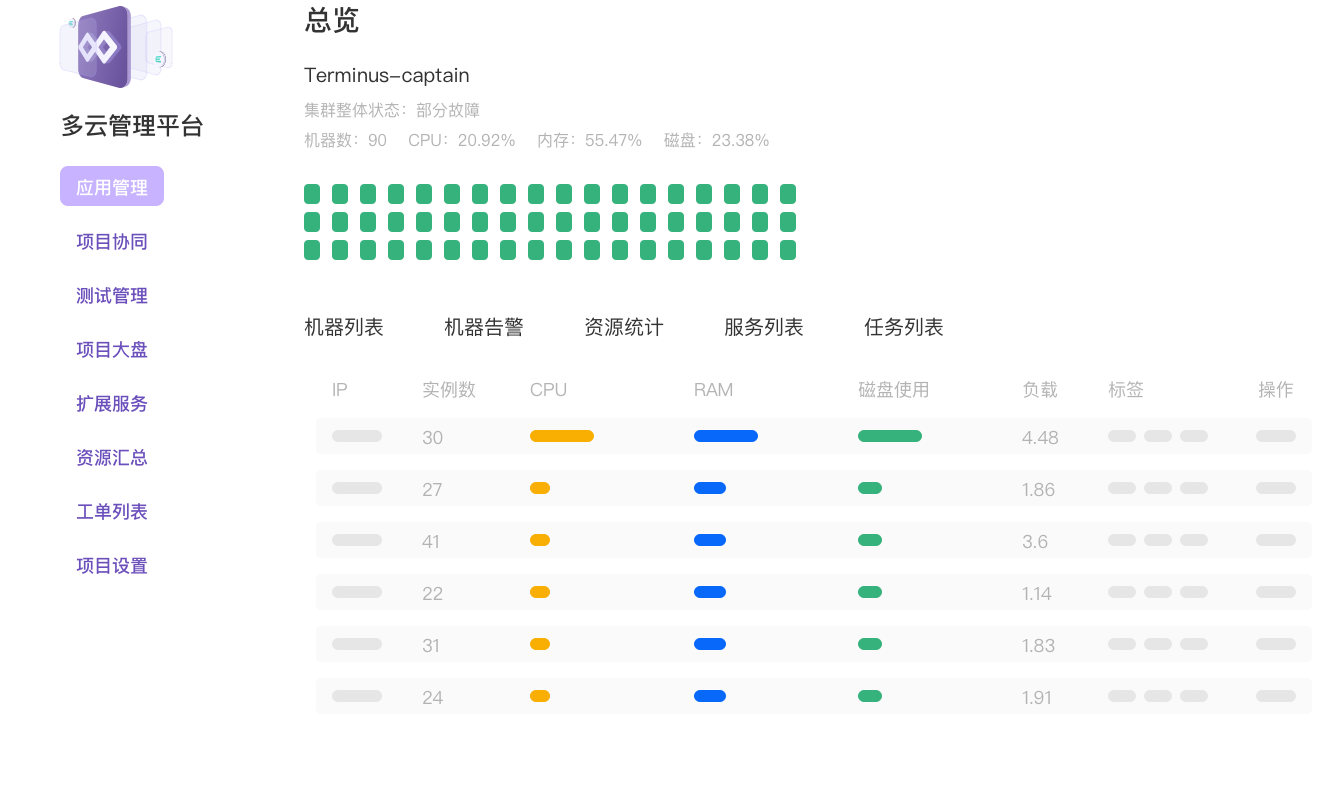 总览
Terminus-captain
集群整体状态：部分故障
机器数：90 CPU：20.92% 内存：55.47% 磁盘：23.38%
多云管理平台
应用管理
项目协同
测试管理
项目大盘
扩展服务
资源汇总
工单列表
项目设置
机器列表 机器告警 资源统计 服务列表 任务列表
IP 实例数 CPU RAM 磁盘使用 负载 标签 操作
30 4.48
27 1.86
41 3.6
22 1.14
31 1.83
24 1.91